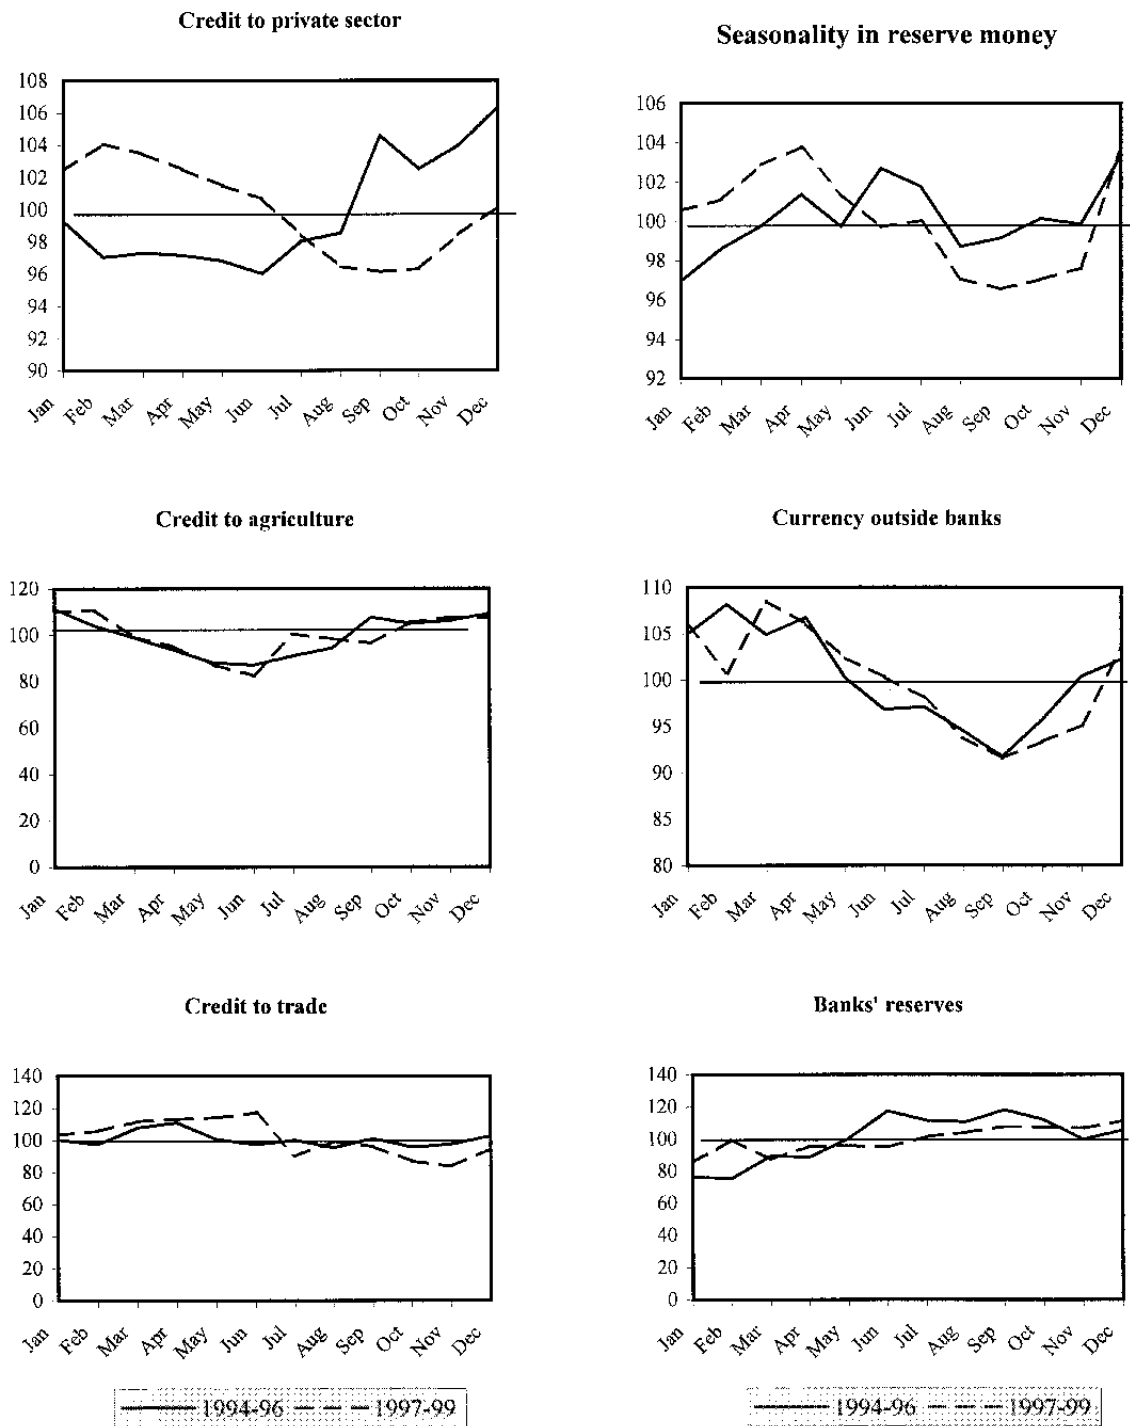 Credit to private sector
108
106
104
102
100
98
96
94
92
90
Jan
Feb
Mar
Apr
May
Jun
Jul
Aug
Sep
Oct
Nov
Dec
Seasonality in reserve money
106
104
102
100
98
96
94
92
Jan
Feb
Mar
Apr
May
Jun
Jul
Aug
Sep
Oct
Nov
Dec
Credit to agriculture
120
100
80
60
40
20
0
Jan
Feb
Mar
Apr
May
Jun
Jul
Aug
Sep
Oct
Nov
Dec
Currency outside banks
110
105
100
95
90
85
80
Jan
Feb
Mar
Apr
May
Jun
Jul
Aug
Sep
Oct
Nov
Dec
Credit to trade
140
120
100
80
60
40
20
0
Jan
Feb
Mar
Apr
May
Jun
Jul
Aug
Sep
Oct
Nov
Dec
1994-96 1997-99
Banks' reserves
140
120
100
80
60
40
20
0
Jan
Feb
Mar
Apr
May
Jun
Jul
Aug
Sep
Oct
Nov
Dec
1994-96 1997-99